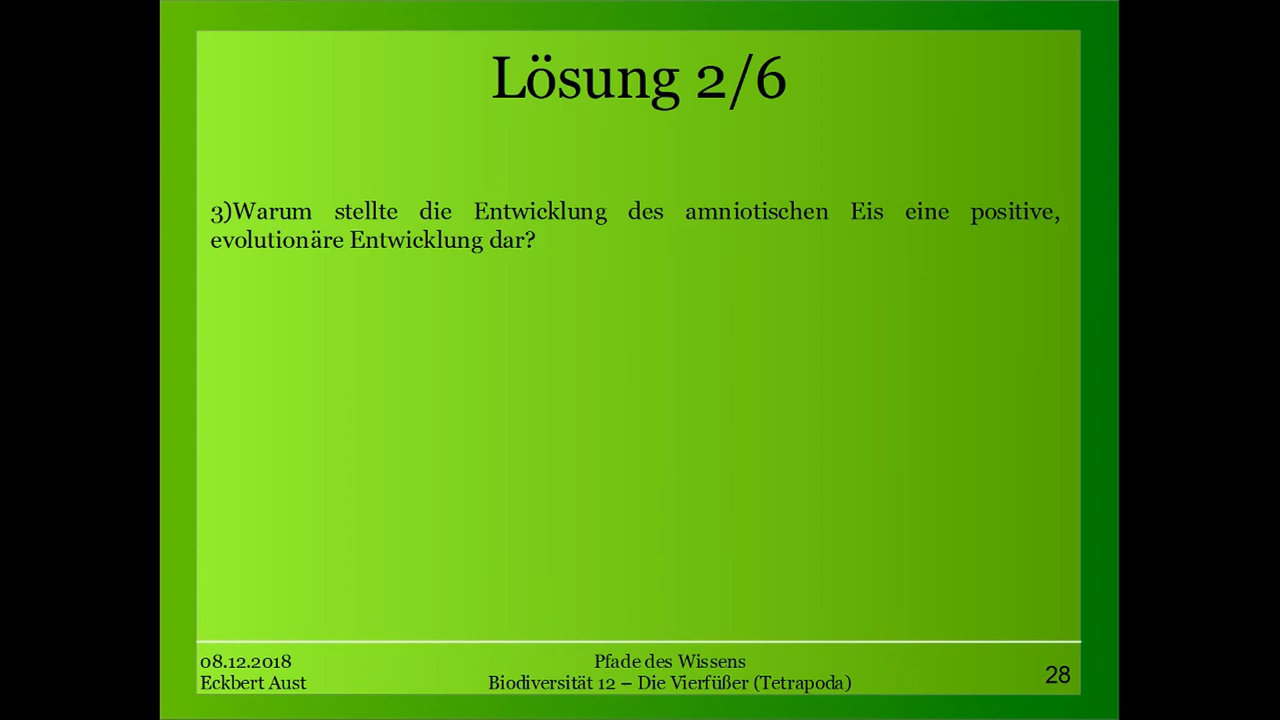 Lösung 2/6
3)Warum stellte die Entwicklung des amniotischen Eis eine positive,
evolutionäre Entwicklung dar?
08.12.2018
Eckbert Aust
Pfade des Wissens
Biodiversität 12 – Die Vierfüßer (Tetrapoda)
28